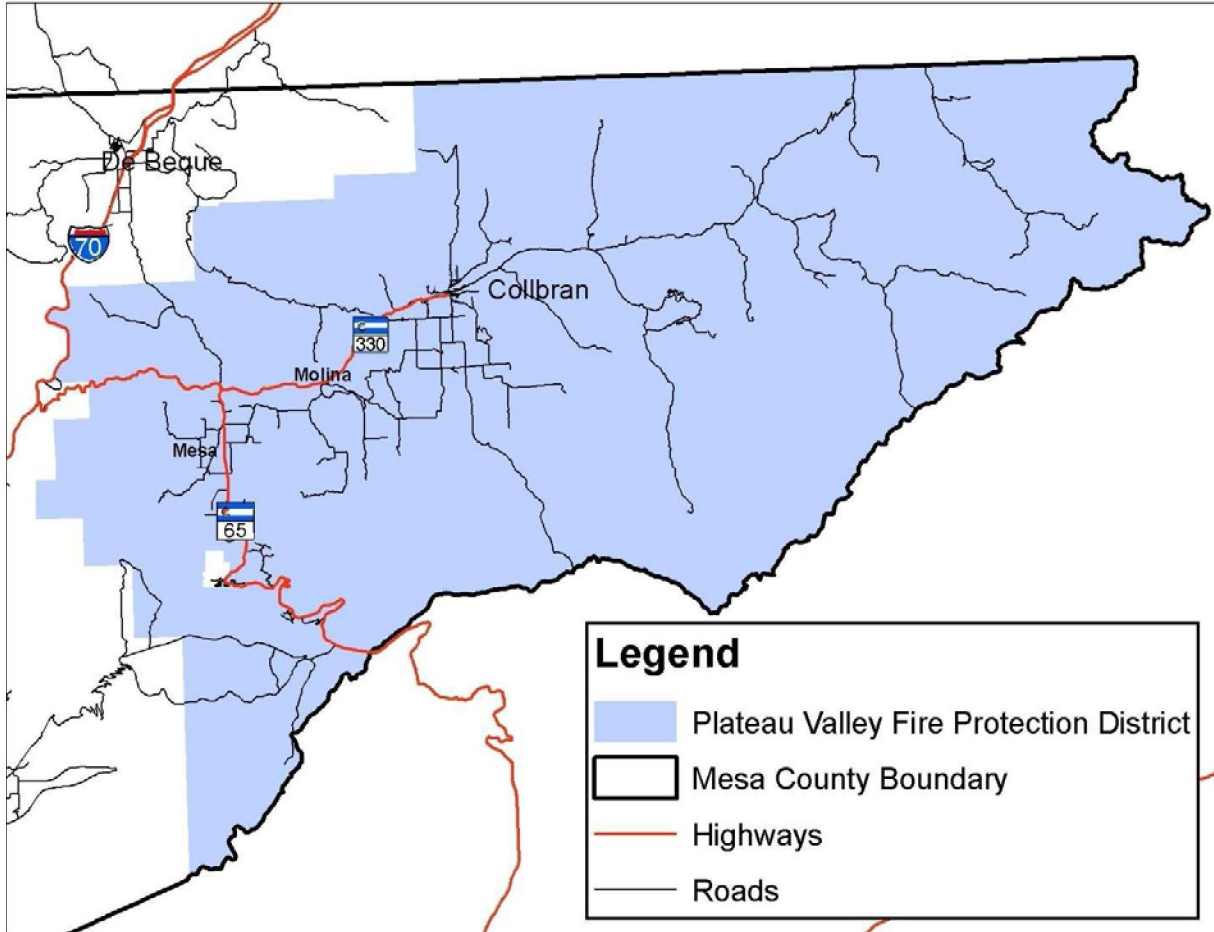 De Beque
70
Collbran
330
Molina
Mesa
65
Legend
Plateau Valley Fire Protection District
Mesa County Boundary
Highways
Roads